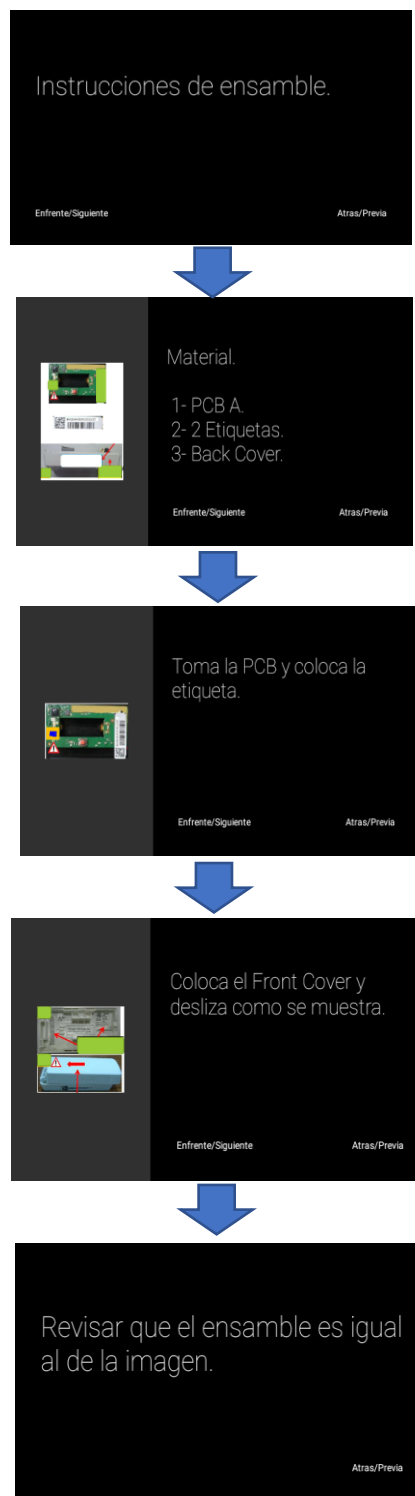 Instrucciones de ensamble.
Enfrente/Siguiente
Atras/Previa
Material.
1- PCB A.
2- 2 Etiquetas.
3- Back Cover.
Enfrente/Siguiente
Atras/Previa
Toma la PCB y coloca la
etiqueta.
Enfrente/Siguiente
Atras/Previa
Coloca el Front Cover y
desliza como se muestra.
Enfrente/Siguiente
Atras/Previa
Revisar que el ensamble es igual
al de la imagen.
Atras/Previa